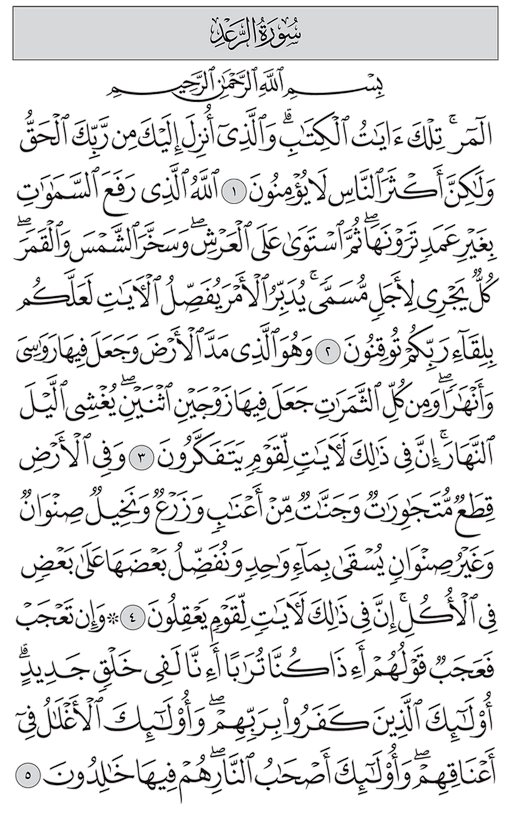 سُورَةُ الرَّعْدِ
بِسْمِ ٱللَّهِ ٱلرَّحْمَٰنِ ٱلرَّحِيمِ
الٓمٓرۚ تِلْكَ ءَايَٰتُ ٱلْكِتَٰبِۗ وَٱلَّذِىٓ أُنزِلَ إِلَيْكَ مِن رَّبِّكَ ٱلْحَقُّ
وَلَٰكِنَّ أَكْثَرَ ٱلنَّاسِ لَا يُؤْمِنُونَ ١ ٱللَّهُ ٱلَّذِى رَفَعَ ٱلسَّمَٰوَٰتِ
بِغَيْرِ عَمَدٍ تَرَوْنَهَاۖ ثُمَّ ٱسْتَوَىٰ عَلَى ٱلْعَرْشِۖ وَسَخَّرَ ٱلشَّمْسَ وَٱلْقَمَرَۖ
كُلٌّ يَجْرِى لِأَجَلٍ مُّسَمًّىۚ يُدَبِّرُ ٱلْأَمْرَ يُفَصِّلُ ٱلْءَايَٰتِ لَعَلَّكُم
بِلِقَآءِ رَبِّكُمْ تُوقِنُونَ ٢ وَهُوَ ٱلَّذِى مَدَّ ٱلْأَرْضَ وَجَعَلَ فِيهَا رَوَٰسِىَ
وَأَنْهَٰرًاۖ وَمِن كُلِّ ٱلثَّمَرَٰتِ جَعَلَ فِيهَا زَوْجَيْنِ ٱثْنَيْنِۖ يُغْشِى ٱلَّيْلَ
ٱلنَّهَارَۚ إِنَّ فِى ذَٰلِكَ لَءَايَٰتٍ لِّقَوْمٍ يَتَفَكَّرُونَ ٣ وَفِى ٱلْأَرْضِ
قِطَعٌ مُّتَجَٰوِرَٰتٌ وَجَنَّٰتٌ مِّنْ أَعْنَٰبٍ وَزَرْعٌ وَنَخِيلٌ صِنْوَانٌ
وَغَيْرُ صِنْوَانٍ يُسْقَىٰ بِمَآءٍ وَٰحِدٍ وَنُفَضِّلُ بَعْضَهَا عَلَىٰ بَعْضٍ
فِى ٱلْأُكُلِۚ إِنَّ فِى ذَٰلِكَ لَءَايَٰتٍ لِّقَوْمٍ يَعْقِلُونَ ٤ ۞ وَإِن تَعْجَبْ
فَعَجَبٌ قَوْلُهُمْ أَءِذَا كُنَّا تُرَٰبًا أَءِنَّا لَفِى خَلْقٍ جَدِيدٍۗ
أُو۟لَٰٓئِكَ ٱلَّذِينَ كَفَرُوا۟ بِرَبِّهِمْۖ وَأُو۟لَٰٓئِكَ ٱلْأَغْلَٰلُ فِىٓ
أَعْنَاقِهِمْۖ وَأُو۟لَٰٓئِكَ أَصْحَٰبُ ٱلنَّارِۖ هُمْ فِيهَا خَٰلِدُونَ ٥